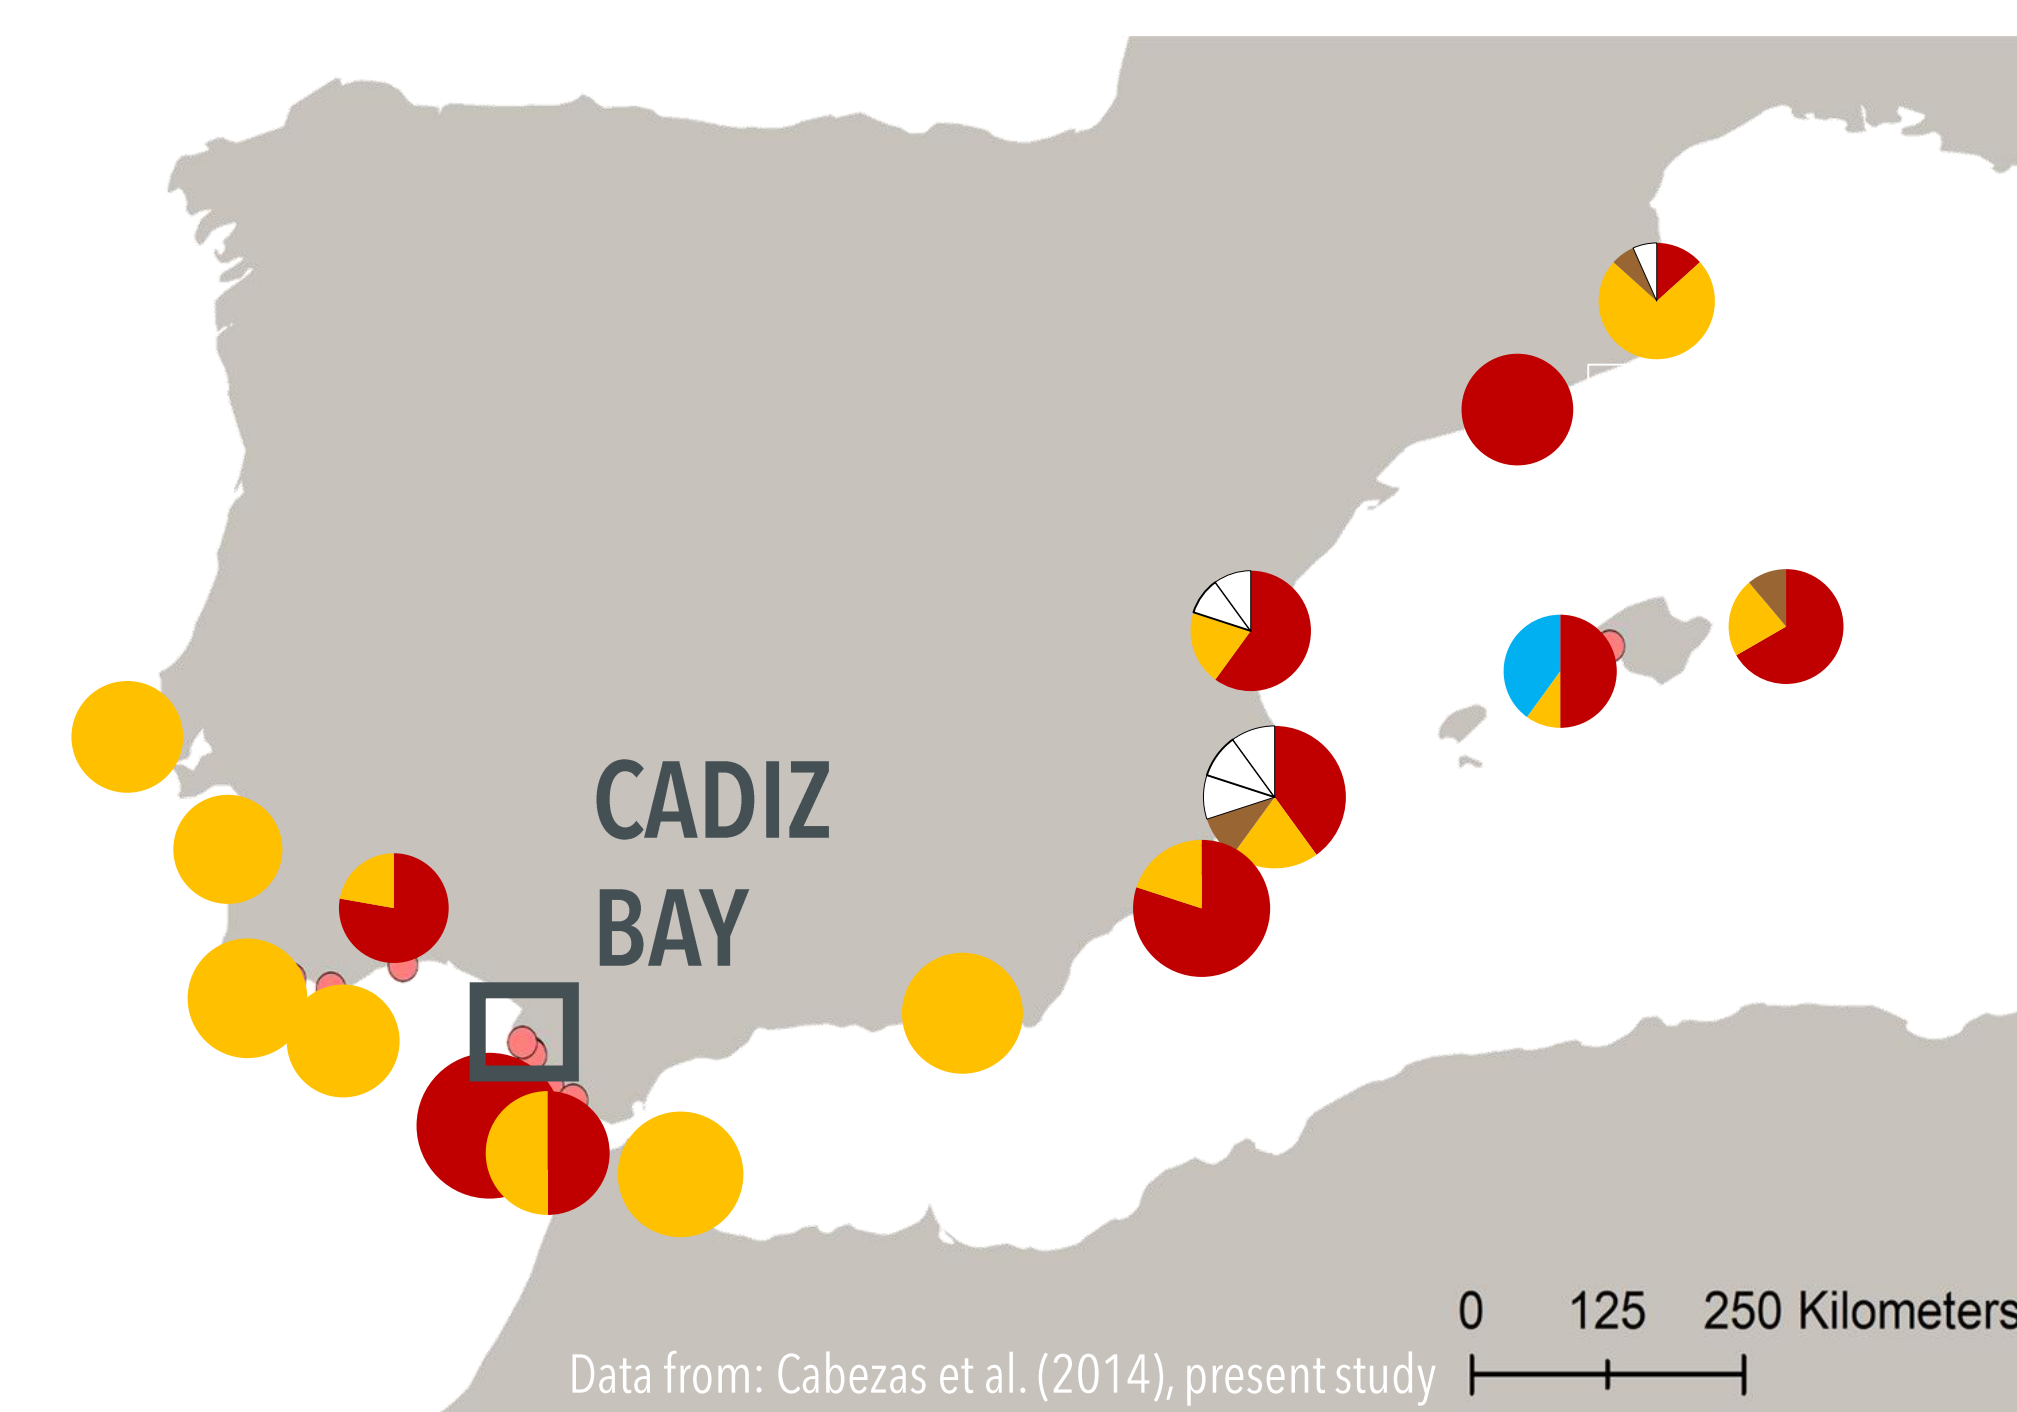 CADIZ
BAY
0 125 250 Kilometers
Data from: Cabezas et al. (2014), present study